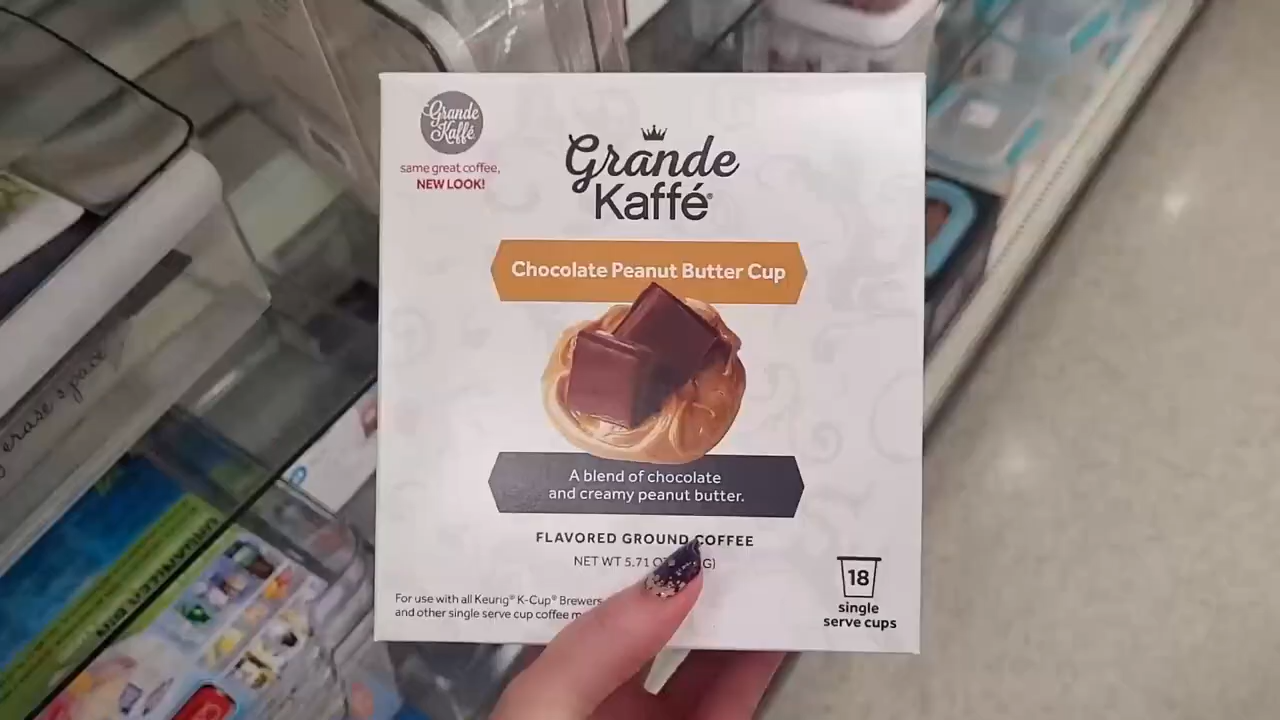 Grande
Kaffé
same great coffee,
NEW LOOK!
Grande
Kaffé®
Chocolate Peanut Butter Cup
A blend of chocolate
and creamy peanut butter.
FLAVORED GROUND COFFEE
NET WT 5.71 G)
For use with all Keurig® K-Cup® Brewers
and other single serve cup coffee
18
single
serve cups
erase space